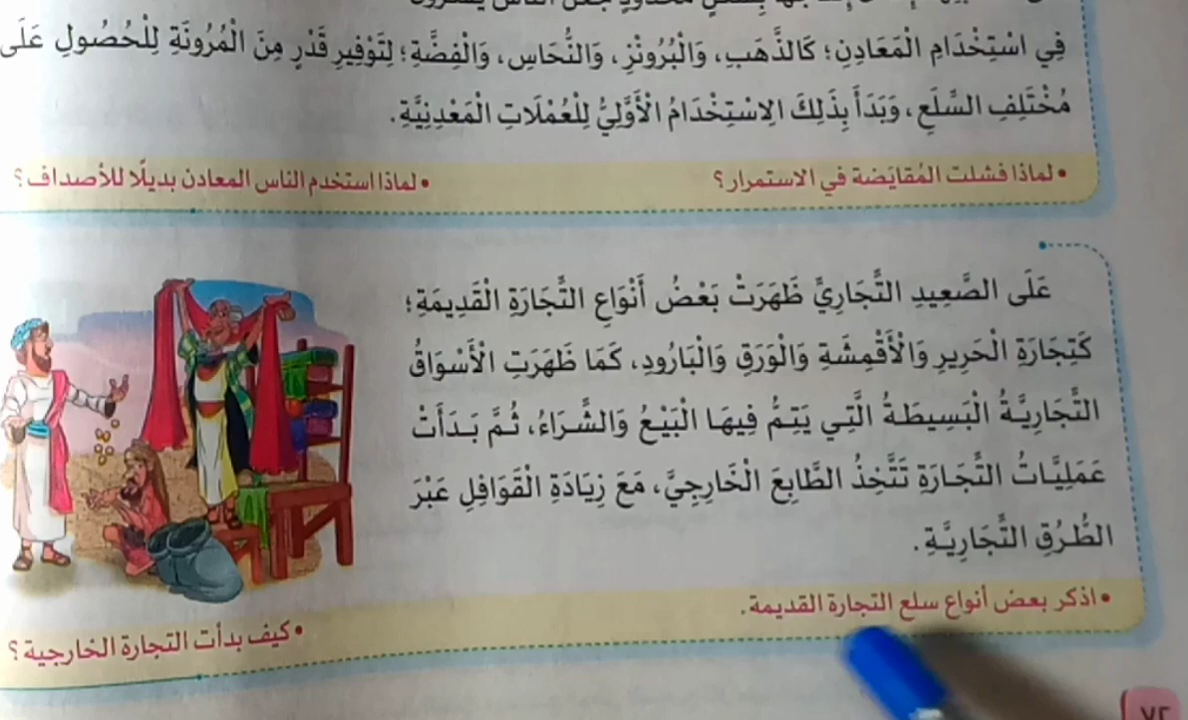 فِي اسْتِخْدَامِ الْمَعَادِنِ؛ كَالذَّهَبِ، وَالْبُرُونْزِ، وَالنُّحَاسِ، وَالْفِضَّةِ؛ لِتَوْفِيرِ قَدْرٍ مِنَ الْمُرُونَةِ لِلْحُصُولِ عَلَى
مُخْتَلِفِ السِّلَعِ، وَبَدَأَ بِذَلِكَ الِاسْتِخْدَامُ الْأَوَّلِيُّ لِلْعُمْلَاتِ الْمَعْدِنِيَّةِ.
• لماذا فشلت المُقايَضة في الاستمرار؟
• لماذا استخدم الناس المعادن بديلًا للأصداف؟
عَلَى الصَّعِيدِ التِّجَارِيِّ ظَهَرَتْ بَعْضُ أَنْوَاعِ التِّجَارَةِ الْقَدِيمَةِ؛
كَتِجَارَةِ الْحَرِيرِ وَالْأَقْمِشَةِ وَالْوَرَقِ وَالْبَارُودِ، كَمَا ظَهَرَتِ الْأَسْوَاقُ
التِّجَارِيَّةُ الْبَسِيطَةُ الَّتِي يَتِمُّ فِيهَا الْبَيْعُ وَالشِّرَاءُ، ثُمَّ بَدَأَتْ
عَمَلِيَّاتُ التِّجَارَةِ تَتَّخِذُ الطَّابِعَ الْخَارِجِيَّ، مَعَ زِيَادَةِ الْقَوَافِلِ عَبْرَ
الطُّرُقِ التِّجَارِيَّةِ.
• اذكر بعض أنواع سلع التجارة القديمة.
• كيف بدأت التجارة الخارجية؟
٧٢